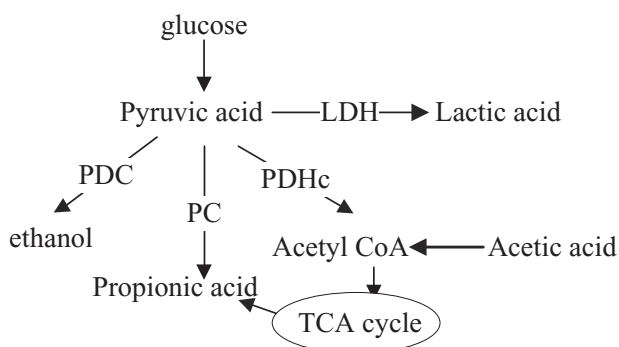 glucose
Pyruvic acid LDH Lactic acid
PDC
PDHc
PC
ethanol
Acetyl CoA Acetic acid
Propionic acid
TCA cycle